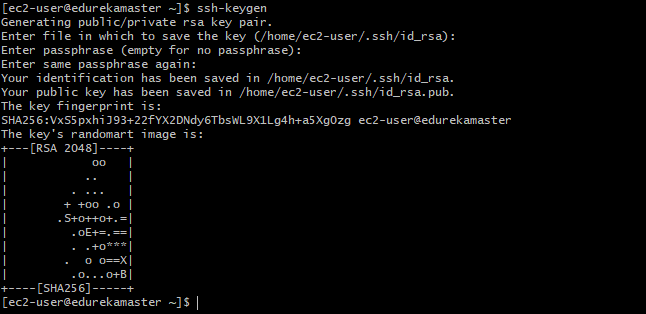 [ec2-user@edurekamaster ~]$ ssh-keygen
Generating public/private rsa key pair.
Enter file in which to save the key (/home/ec2-user/.ssh/id_rsa):
Enter passphrase (empty for no passphrase):
Enter same passphrase again:
Your identification has been saved in /home/ec2-user/.ssh/id_rsa.
Your public key has been saved in /home/ec2-user/.ssh/id_rsa.pub.
The key fingerprint is:
SHA256:VxS5pxhiJ93+22fYX2DNdy6TbsWL9X1Lg4h+a5XgOzg ec2-user@edurekamaster
The key's randomart image is:
+---[RSA 2048]----+
|            oo   |
|           ..    |
|         . ...   |
|        + +oo .o |
|       .S+o++o+.=|
|         .oE+=.==|
|        . .+o***|
|        .  o o==X|
|         .o...o+B|
+----[SHA256]-----+
[ec2-user@edurekamaster ~]$